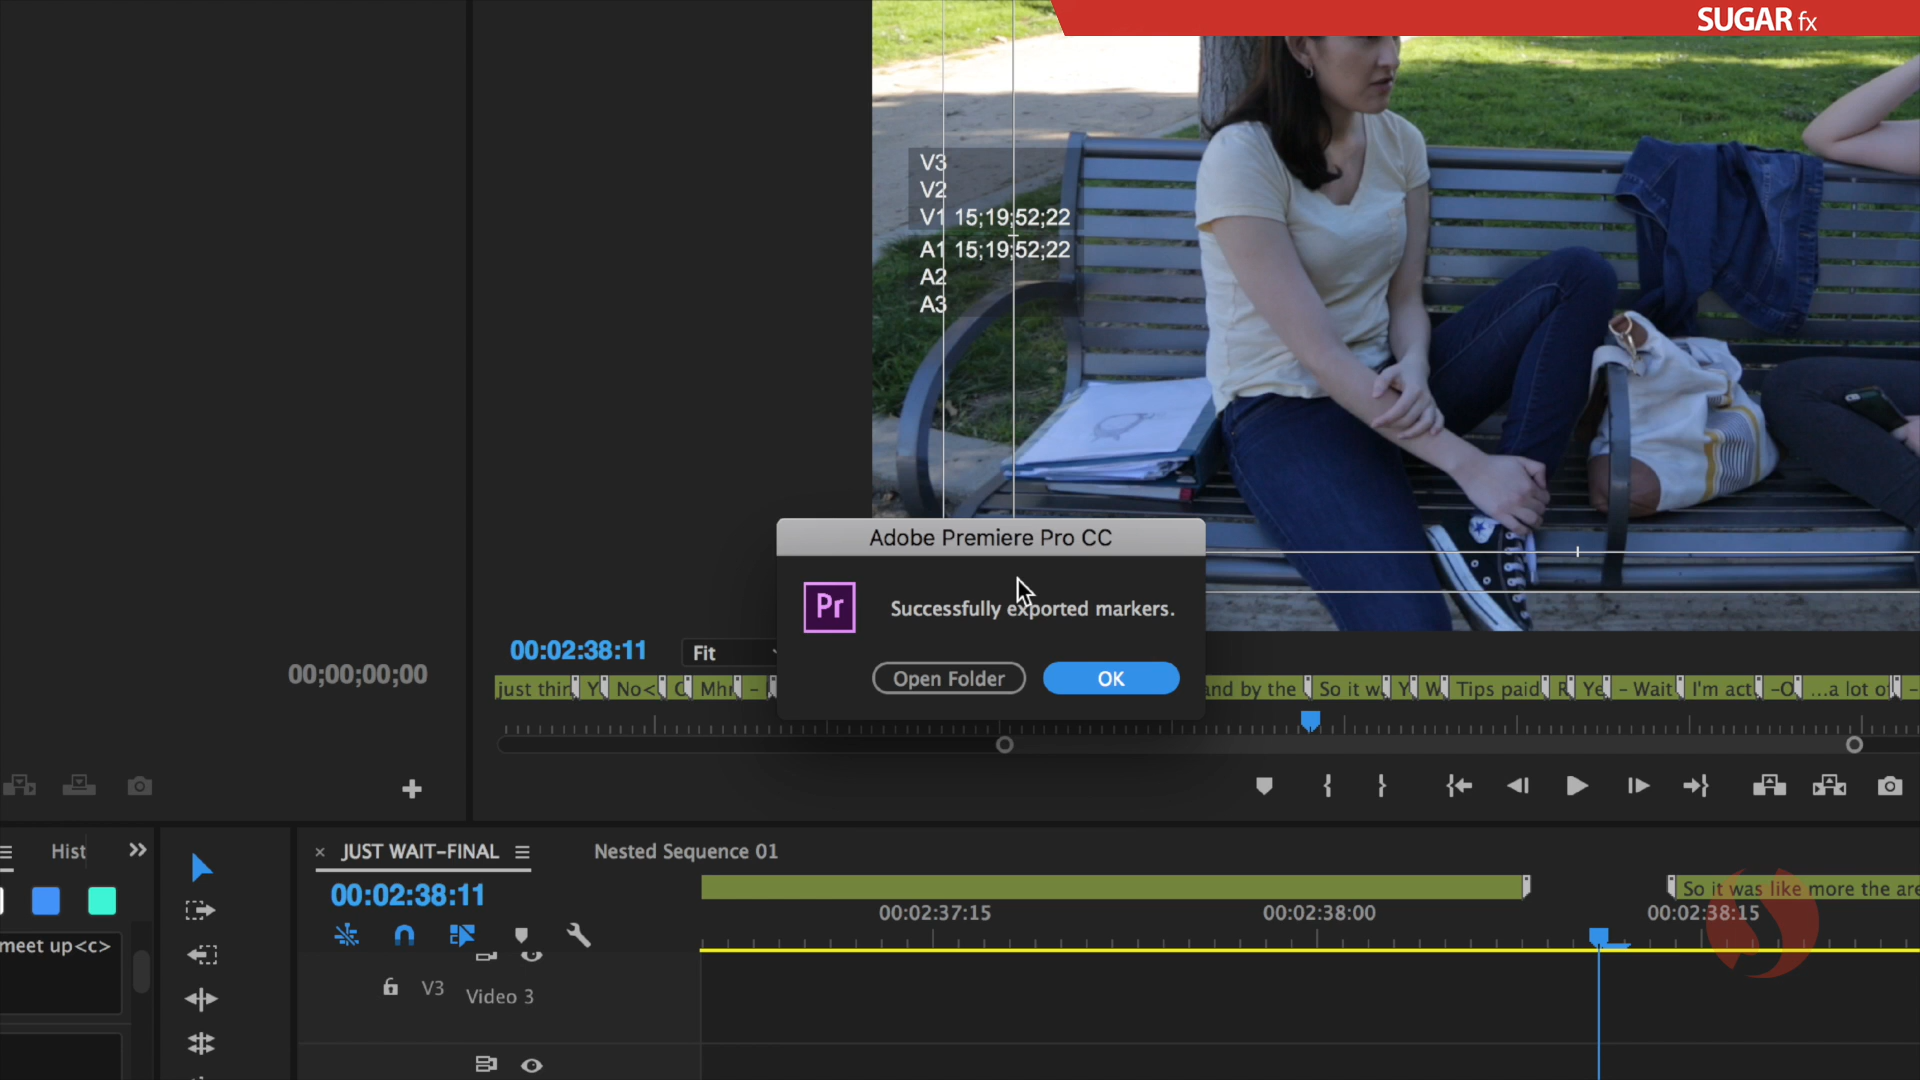 SUGAR fx
V3
V2
V1 15;19;52;22
A1 15;19;52;22
A2
A3
Adobe Premiere Pro CC
Pr
Successfully exported markers.
Open Folder
OK
00:02:38:11
Fit
00;00;00;00
just thin Y No< C Mhr - and by the So it w Y W Tips paid R Ye - Wait I'm act -O ...a lot of -
Hist
JUST WAIT-FINAL
Nested Sequence 01
00:02:38:11
So it was like more the are
00:02:37:15
00:02:38:00
00:02:38:15
meet up<c>
V3
Video 3